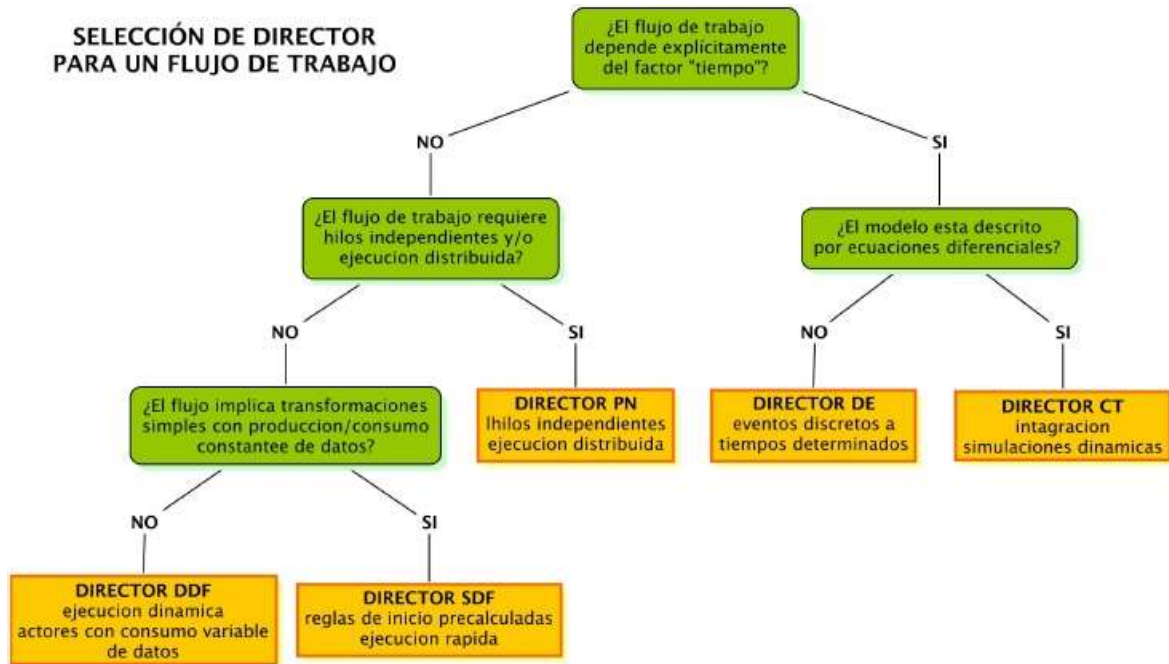 SELECCIÓN DE DIRECTOR
PARA UN FLUJO DE TRABAJO
¿El flujo de trabajo
depende explícitamente
del factor "tiempo"?
NO
SI
¿El flujo de trabajo requiere
hilos independientes y/o
ejecucion distribuida?
¿El modelo esta descrito
por ecuaciones diferenciales?
NO
SI
NO
SI
¿El flujo implica transformaciones
simples con produccion/consumo
constantee de datos?
DIRECTOR PN
lhilos independientes
ejecucion distribuida
DIRECTOR DE
eventos discretos a
tiempos determinados
DIRECTOR CT
intagracion
simulaciones dinamicas
NO
SI
DIRECTOR DDF
ejecucion dinamica
actores con consumo variable
de datos
DIRECTOR SDF
reglas de inicio precalculadas
ejecucion rapida